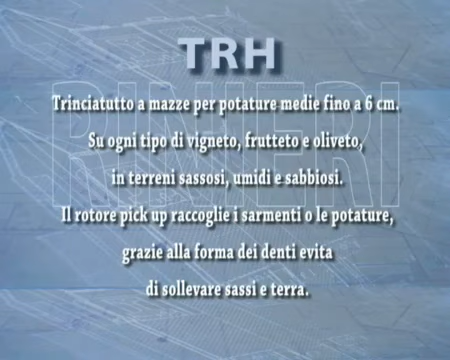 TRH
RINIERI
Trinciatutto a mazze per potature medie fino a 6 cm.
Su ogni tipo di vigneto, frutteto e oliveto,
in terreni sassosi, umidi e sabbiosi.
Il rotore pick up raccoglie i sarmenti o le potature,
grazie alla forma dei denti evita
di sollevare sassi e terra.